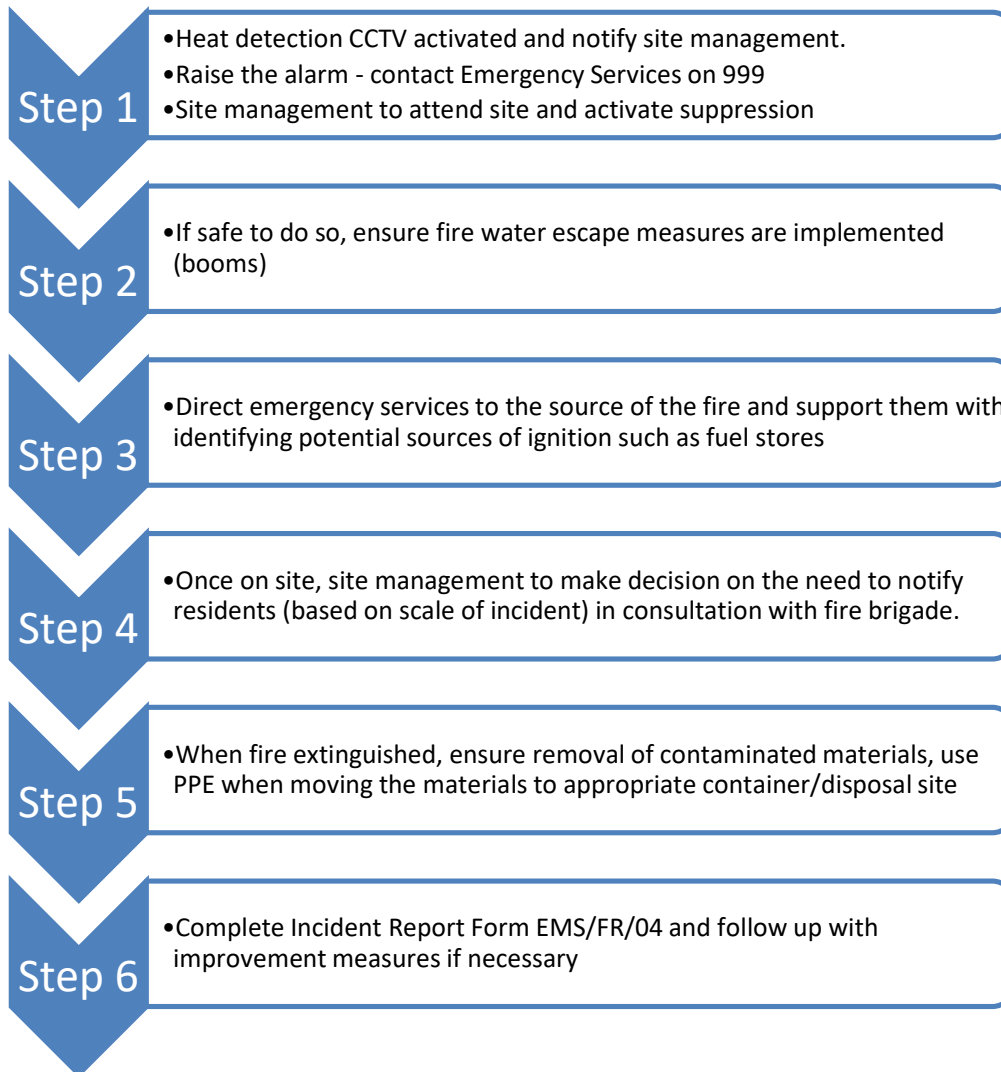 Step 1
•Heat detection CCTV activated and notify site management.
•Raise the alarm - contact Emergency Services on 999
•Site management to attend site and activate suppression
Step 2
•If safe to do so, ensure fire water escape measures are implemented
(booms)
Step 3
•Direct emergency services to the source of the fire and support them with
identifying potential sources of ignition such as fuel stores
Step 4
•Once on site, site management to make decision on the need to notify
residents (based on scale of incident) in consultation with fire brigade.
Step 5
•When fire extinguished, ensure removal of contaminated materials, use
PPE when moving the materials to appropriate container/disposal site
Step 6
•Complete Incident Report Form EMS/FR/04 and follow up with
improvement measures if necessary